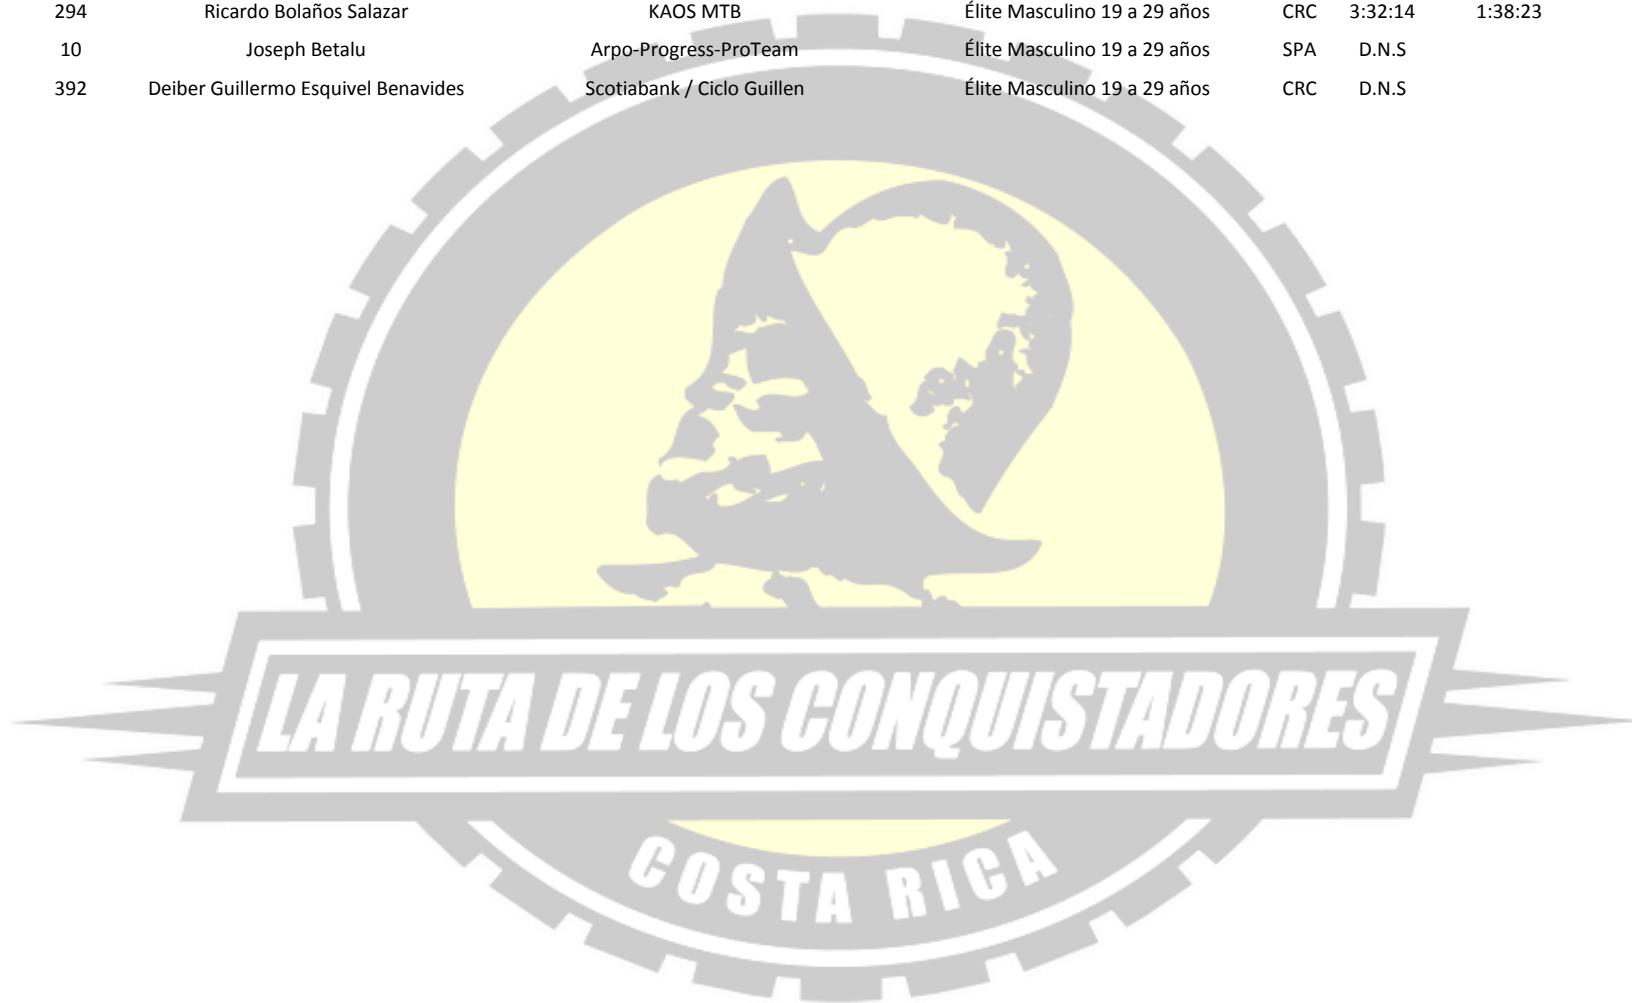 294 Ricardo Bolaños Salazar KAOS MTB Élite Masculino 19 a 29 años CRC 3:32:14 1:38:23
10 Joseph Betalu Arpo-Progress-ProTeam Élite Masculino 19 a 29 años SPA D.N.S
392 Deiber Guillermo Esquivel Benavides Scotiabank / Ciclo Guillen Élite Masculino 19 a 29 años CRC D.N.S
LA RUTA DE LOS CONQUISTADORES
COSTA RICA